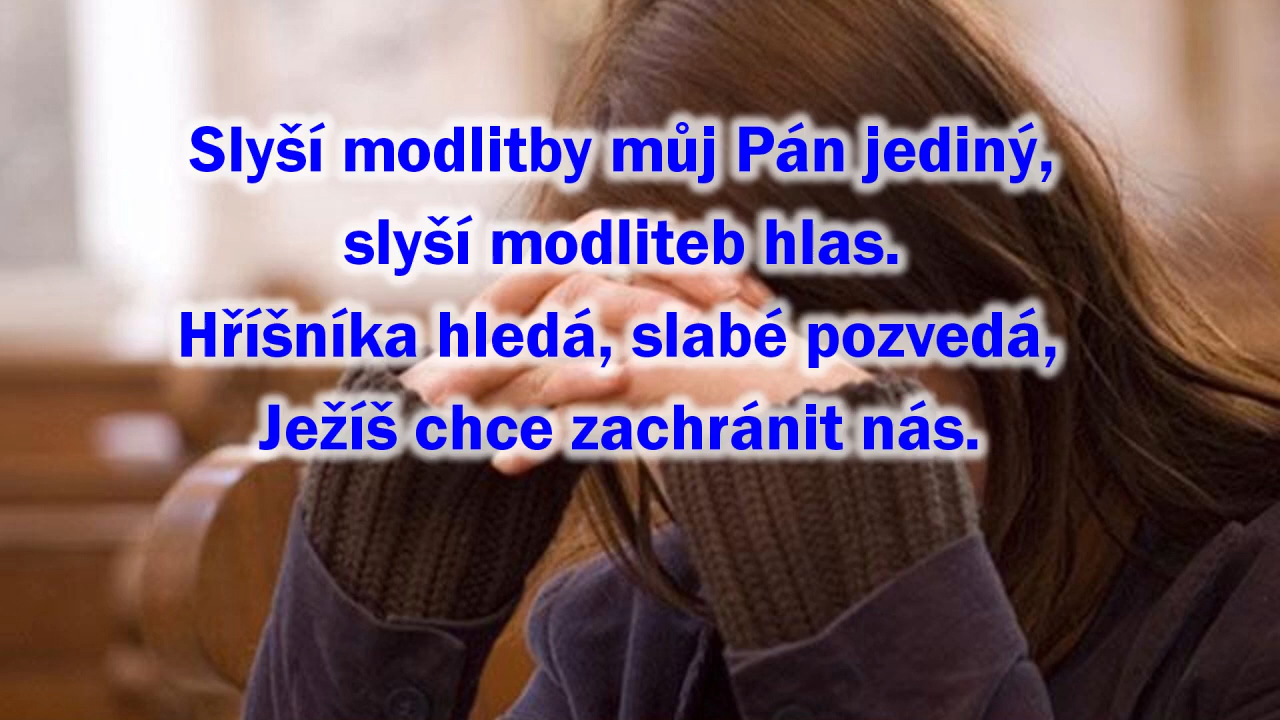 Slyší modlitby můj Pán jediný,
slyší modliteb hlas.
Hříšníka hledá, slabé pozvedá,
Ježíš chce zachránit nás.